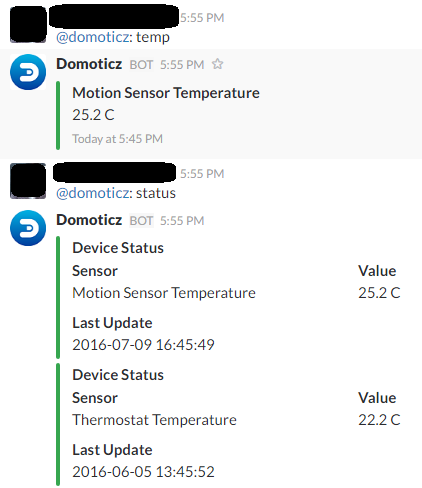 5:55 PM
@domoticz: temp
Domoticz BOT 5:55 PM
Motion Sensor Temperature
25.2 C
Today at 5:45 PM
5:55 PM
@domoticz: status
Domoticz BOT 5:55 PM
Device Status
Sensor Value
Motion Sensor Temperature 25.2 C
Last Update
2016-07-09 16:45:49
Device Status
Sensor Value
Thermostat Temperature 22.2 C
Last Update
2016-06-05 13:45:52